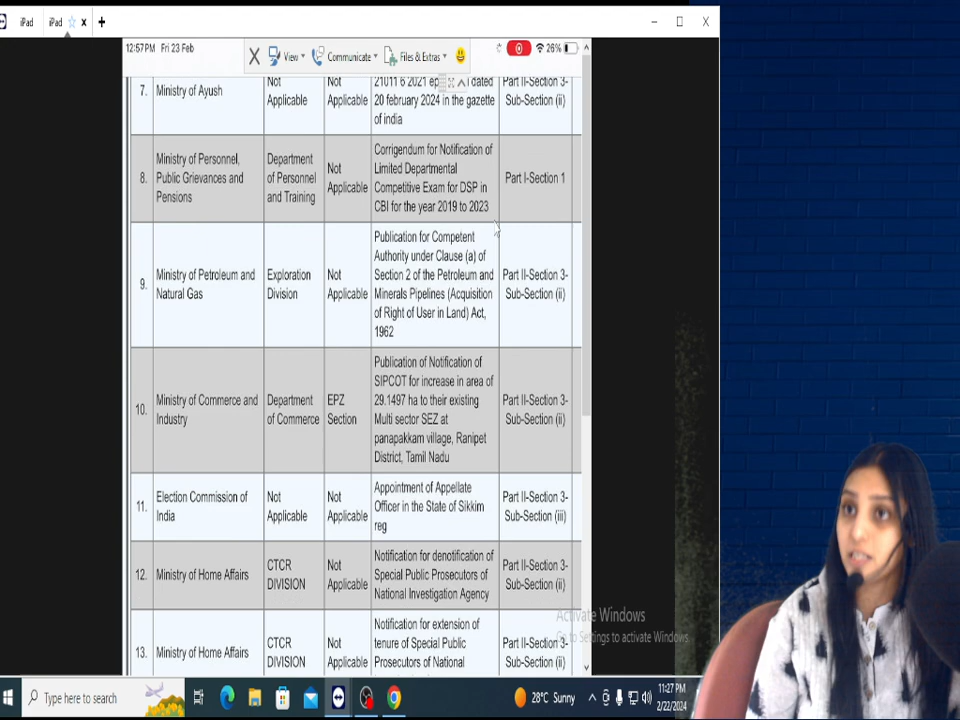 iPad
iPad
12:57PM Fri 23 Feb
View
Communicate
Files & Extras
26%
7.
Ministry of Ayush
Not
Applicable
Not
Applicable
21011 6 2021 dated
20 february 2024 in the gazette
of india
Part II-Section 3-
Sub-Section (ii)
8.
Ministry of Personnel,
Public Grievances and
Pensions
Department
of Personnel
and Training
Not
Applicable
Corrigendum for Notification of
Limited Departmental
Competitive Exam for DSP in
CBI for the year 2019 to 2023
Part I-Section 1
9.
Ministry of Petroleum and
Natural Gas
Exploration
Division
Not
Applicable
Publication for Competent
Authority under Clause (a) of
Section 2 of the Petroleum and
Minerals Pipelines (Acquisition
of Right of User in Land) Act,
1962
Part II-Section 3-
Sub-Section (ii)
10.
Ministry of Commerce and
Industry
Department
of Commerce
EPZ
Section
Publication of Notification of
SIPCOT for increase in area of
29.1497 ha to their existing
Multi sector SEZ at
panapakkam village, Ranipet
District, Tamil Nadu
Part II-Section 3-
Sub-Section (ii)
11.
Election Commission of
India
Not
Applicable
Not
Applicable
Appointment of Appellate
Officer in the State of Sikkim
reg
Part II-Section 3-
Sub-Section (iii)
12.
Ministry of Home Affairs
CTCR
DIVISION
Not
Applicable
Notification for denotification of
Special Public Prosecutors of
National Investigation Agency
Part II-Section 3-
Sub-Section (ii)
13.
Ministry of Home Affairs
CTCR
DIVISION
Not
Applicable
Notification for extension of
tenure of Special Public
Prosecutors of National
Part II-Section 3-
Sub-Section (ii)
Activate Windows
Go to Settings to activate Windows
Type here to search
28°C Sunny
11:27 PM
2/22/2024